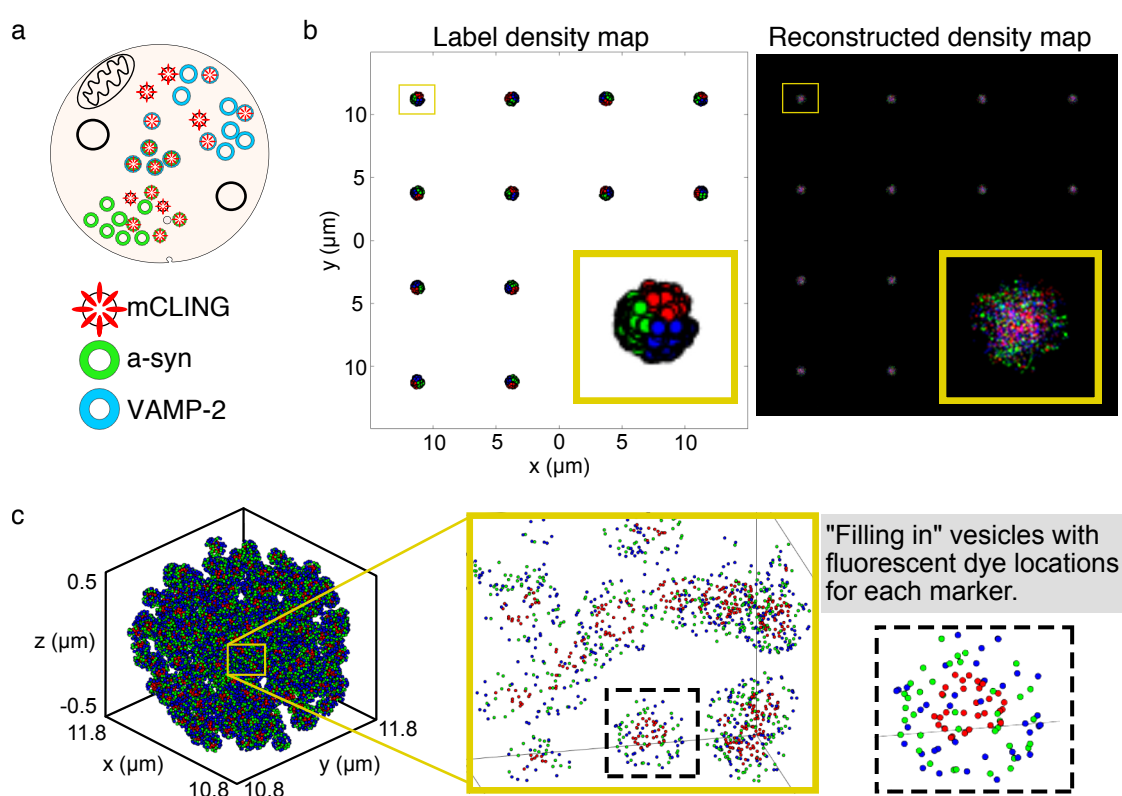 a
mCLING
a-syn
VAMP-2
b
Label density map
Reconstructed density map
10
5
0
5
10
y (µm)
10
5
0
5
10
x (µm)
c
0.5
z (µm)
-0.5
11.8
x (µm)
10.8
10.8
y (µm)
11.8
"Filling in" vesicles with
fluorescent dye locations
for each marker.